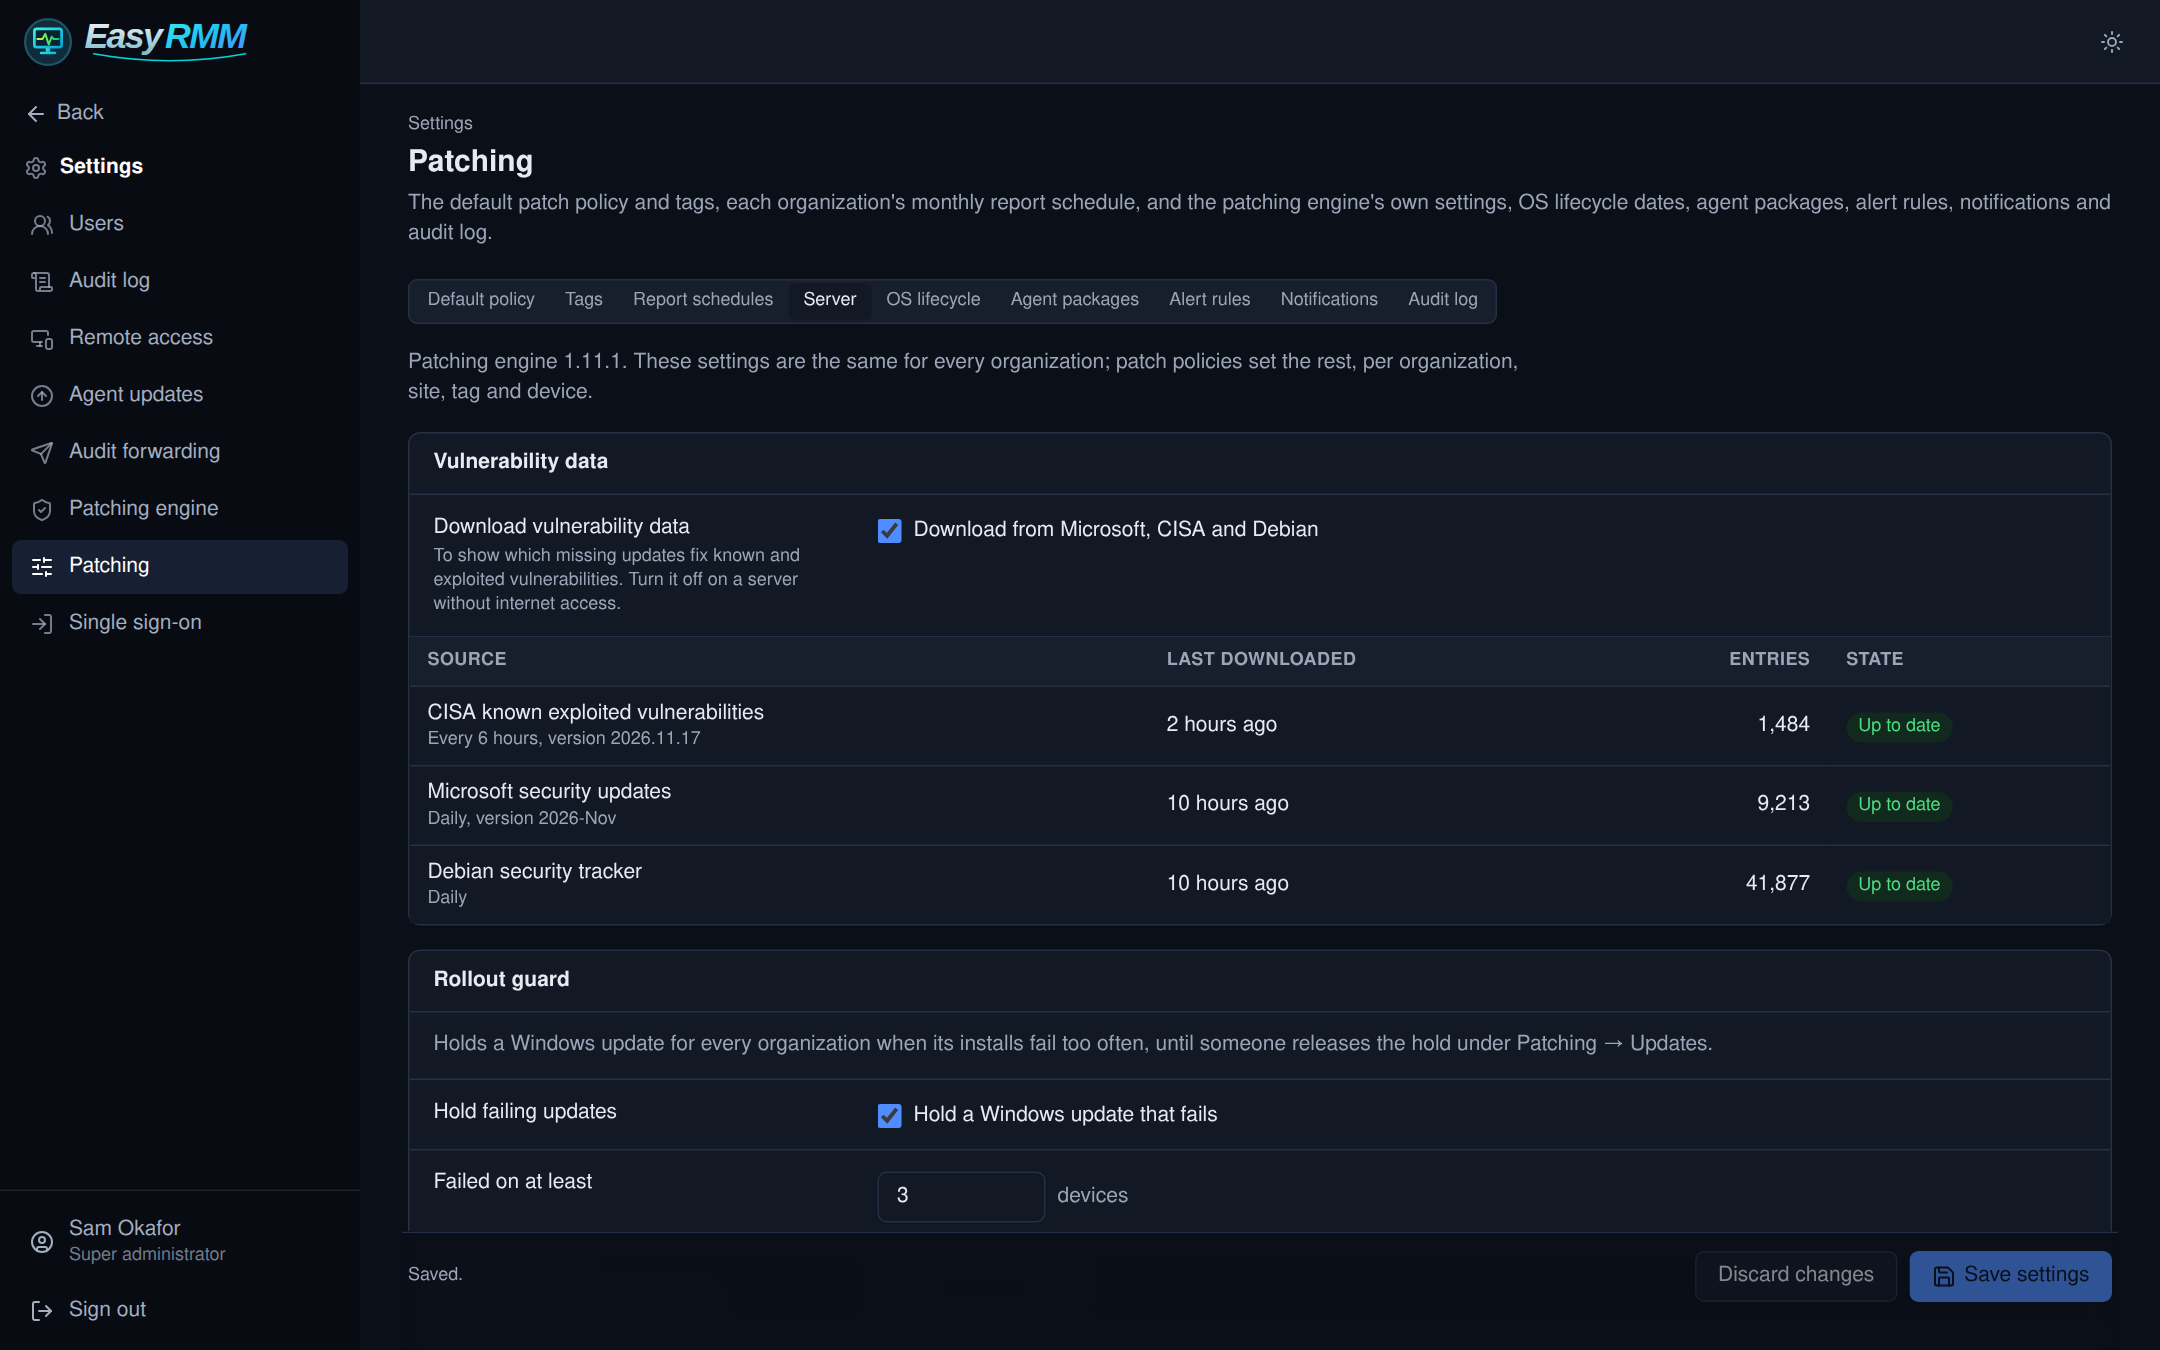 EasyRMM
Back
Settings
Users
Audit log
Remote access
Agent updates
Audit forwarding
Patching engine
Patching
Single sign-on
Sam Okafor
Super administrator
Sign out
Settings
Patching
The default patch policy and tags, each organization's monthly report schedule, and the patching engine's own settings, OS lifecycle dates, agent packages, alert rules, notifications and
audit log.
Default policy Tags Report schedules Server OS lifecycle Agent packages Alert rules Notifications Audit log
Patching engine 1.11.1. These settings are the same for every organization; patch policies set the rest, per organization,
site, tag and device.
Vulnerability data
Download vulnerability data
To show which missing updates fix known and
exploited vulnerabilities. Turn it off on a server
without internet access.
Download from Microsoft, CISA and Debian
SOURCE LAST DOWNLOADED ENTRIES STATE
CISA known exploited vulnerabilities
Every 6 hours, version 2026.11.17
2 hours ago 1,484 Up to date
Microsoft security updates
Daily, version 2026-Nov
10 hours ago 9,213 Up to date
Debian security tracker
Daily
10 hours ago 41,877 Up to date
Rollout guard
Holds a Windows update for every organization when its installs fail too often, until someone releases the hold under Patching → Updates.
Hold failing updates Hold a Windows update that fails
Failed on at least 3 devices
Saved. Discard changes Save settings